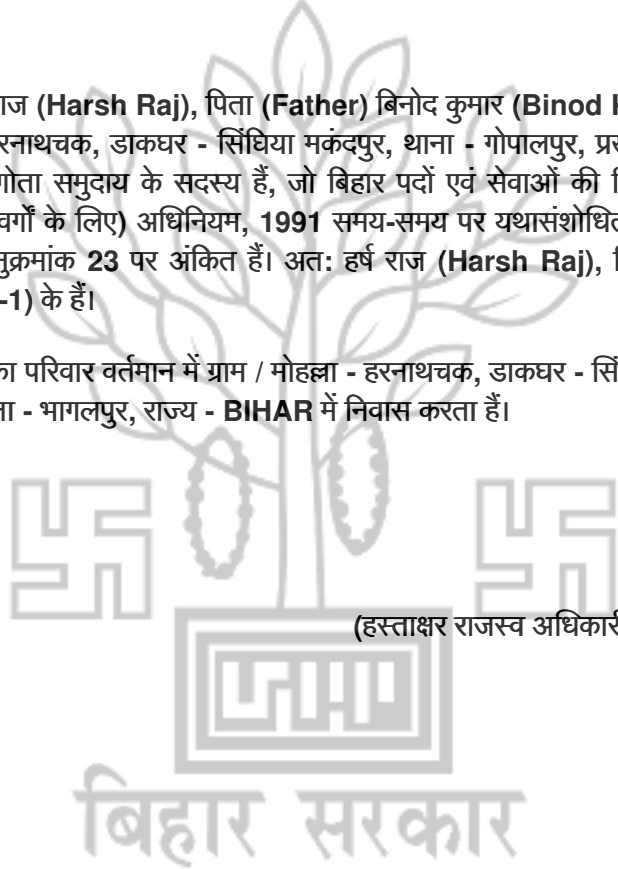 ाज (Harsh Raj), पिता (Father) बिनोद कुमार (Binod
रनाथचक, डाकघर - सिंघिया मकंदपुर, थाना - गोपालपुर,
गोता समुदाय के सदस्य हैं, जो बिहार पदों एवं सेवाओं की
वर्गों के लिए) अधिनियम, 1991 समय-समय पर यथासंशोधित
नुक्रमांक 23 पर अंकित हैं। अत: हर्ष राज (Harsh Raj),
-1) के हैं।
का परिवार वर्तमान में ग्राम / मोहल्ला - हरनाथचक, डाकघर -
ला - भागलपुर, राज्य - BIHAR में निवास करता हैं।
(हस्ताक्षर राजस्व अधिकारी
बिहार सरकार